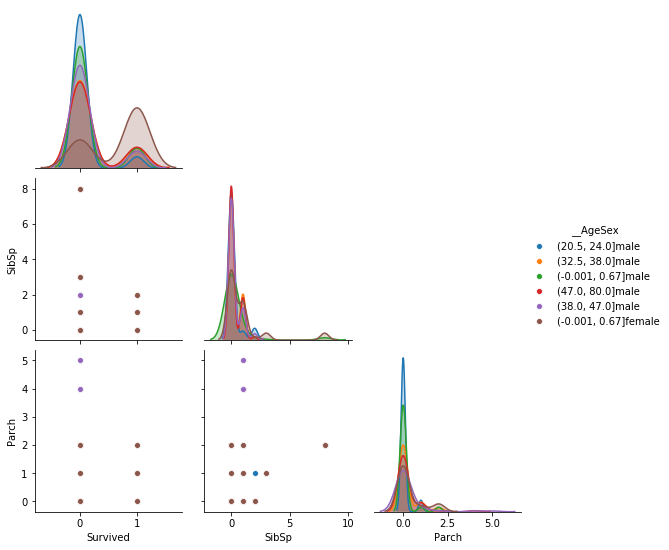 8
6
4
2
0
SibSp
__AgeSex
(20.5, 24.0]male
(32.5, 38.0]male
(-0.001, 0.67]male
(47.0, 80.0]male
(38.0, 47.0]male
(-0.001, 0.67]female
5
4
3
2
1
0
Parch
0 1
Survived
0 5 10
SibSp
0.0 2.5 5.0
Parch